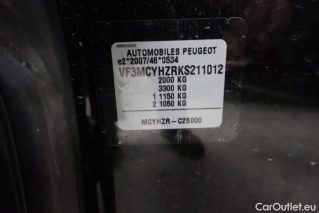 AUTOMOBILES PEUGEOT
e2*2007/46*0534
VF3MCYHZRKS211012
2000 KG
3300 KG
1 1150 KG
2 1050 KG
MCYHZR - C2B000
CarOutlet.eu